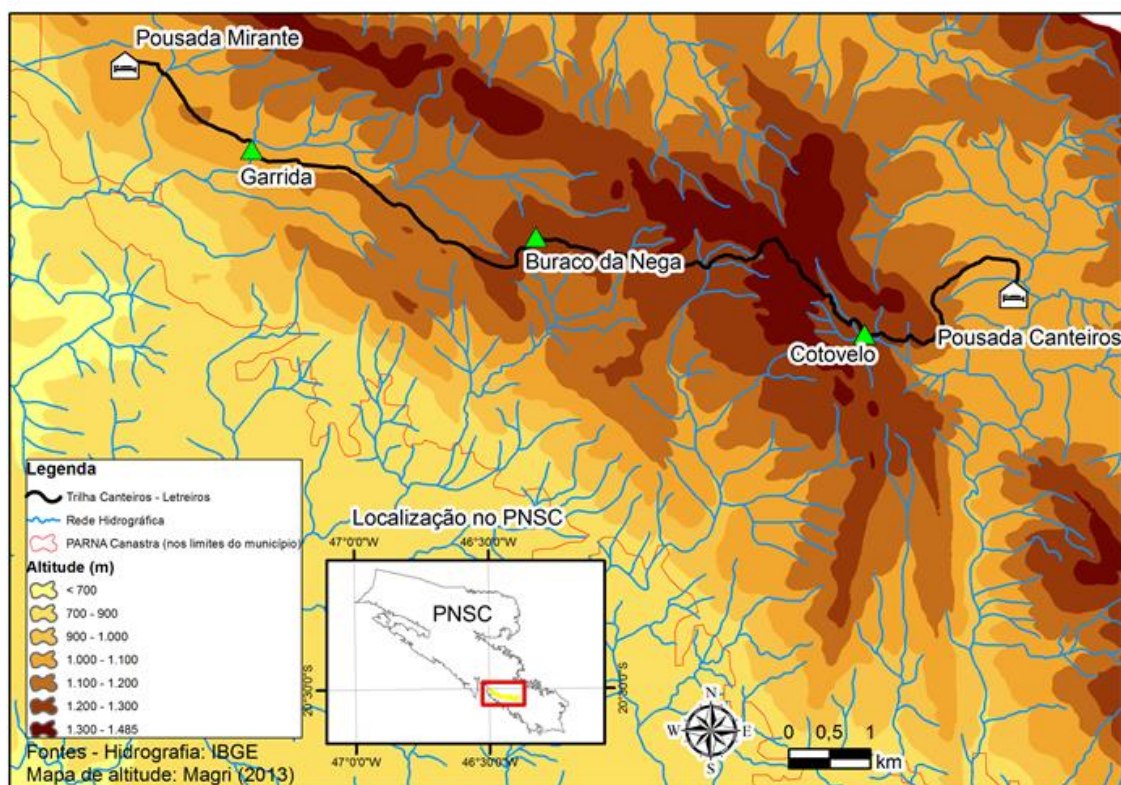 Pousada Mirante
Garrida
Buraco da Nega
Cotovelo
Pousada Canteiros
Legenda
Trilha Canteiros - Letreiros
Rede Hidrográfica
PARNA Canastra (nos limites do município)
Altitude (m)
< 700
700 - 900
900 - 1.000
1.000 - 1.100
1.100 - 1.200
1.200 - 1.300
1.300 - 1.485
Fontes - Hidrografia: IBGE
Mapa de altitude: Magri (2013)
Localização no PNSC
47°0'0"W 46°30'0"W
PNSC
20°30'0"S 20°30'0"S
47°0'0"W 46°30'0"W
N
W E
S
0 0,5 1
km